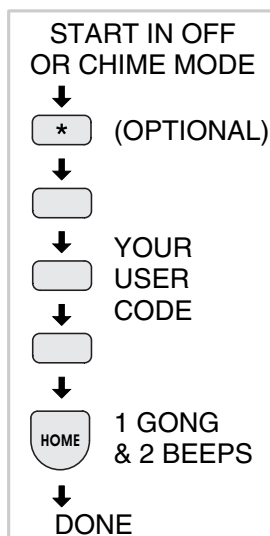 START IN OFF
OR CHIME MODE
* (OPTIONAL)
YOUR
USER
CODE
HOME
1 GONG
& 2 BEEPS
DONE